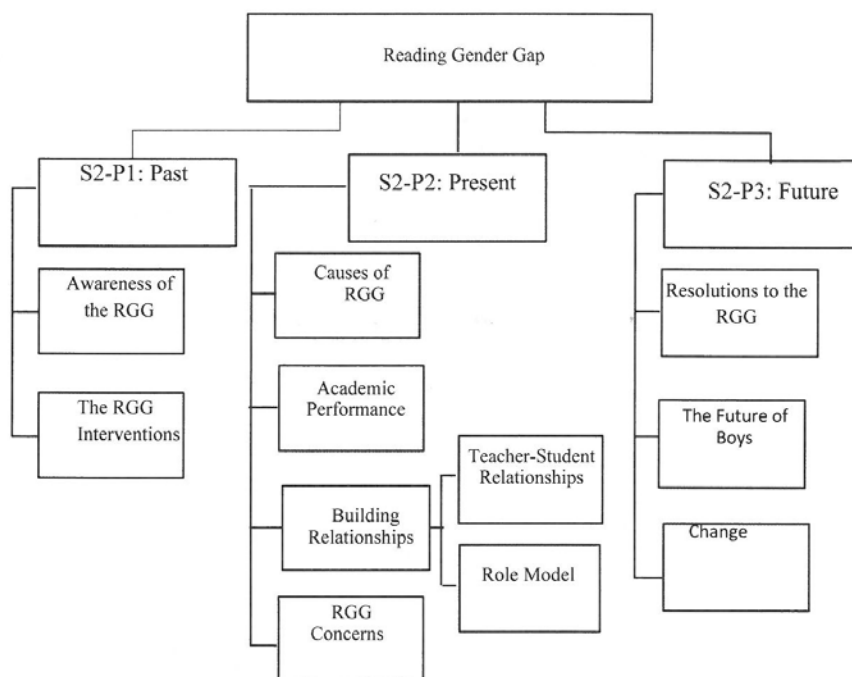 Reading Gender Gap
S2-P1: Past
S2-P2: Present
S2-P3: Future
Awareness of
the RGG
The RGG
Interventions
Causes of
RGG
Academic
Performance
Building
Relationships
Teacher-Student
Relationships
Role Model
RGG
Concerns
Resolutions to the
RGG
The Future of
Boys
Change